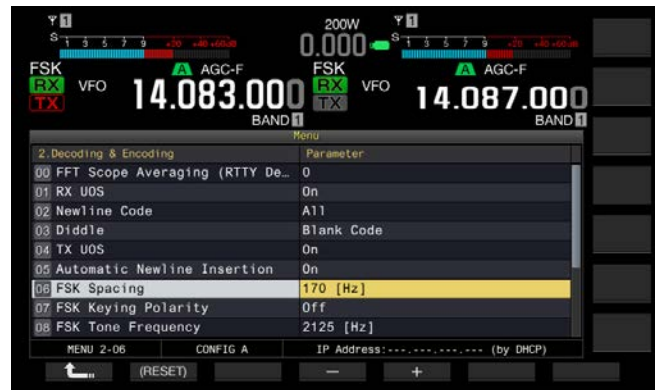 1 200W 1
S 1 3 5 7 9 +20 +40 +60dB 0.000 S 1 3 5 7 9 +20 +40 +60dB
FSK A AGC-F FSK A AGC-F
RX VFO 14.083.000 RX VFO 14.087.000
TX TX
BAND 1 BAND 1
Menu
2.Decoding & Encoding Parameter
00 FFT Scope Averaging (RTTY De... 0
01 RX UOS On
02 Newline Code All
03 Diddle Blank Code
04 TX UOS On
05 Automatic Newline Insertion On
06 FSK Spacing 170 [Hz]
07 FSK Keying Polarity Off
08 FSK Tone Frequency 2125 [Hz]
MENU 2-06 CONFIG A IP Address:---.---.---.--- (by DHCP)
(RESET) − +